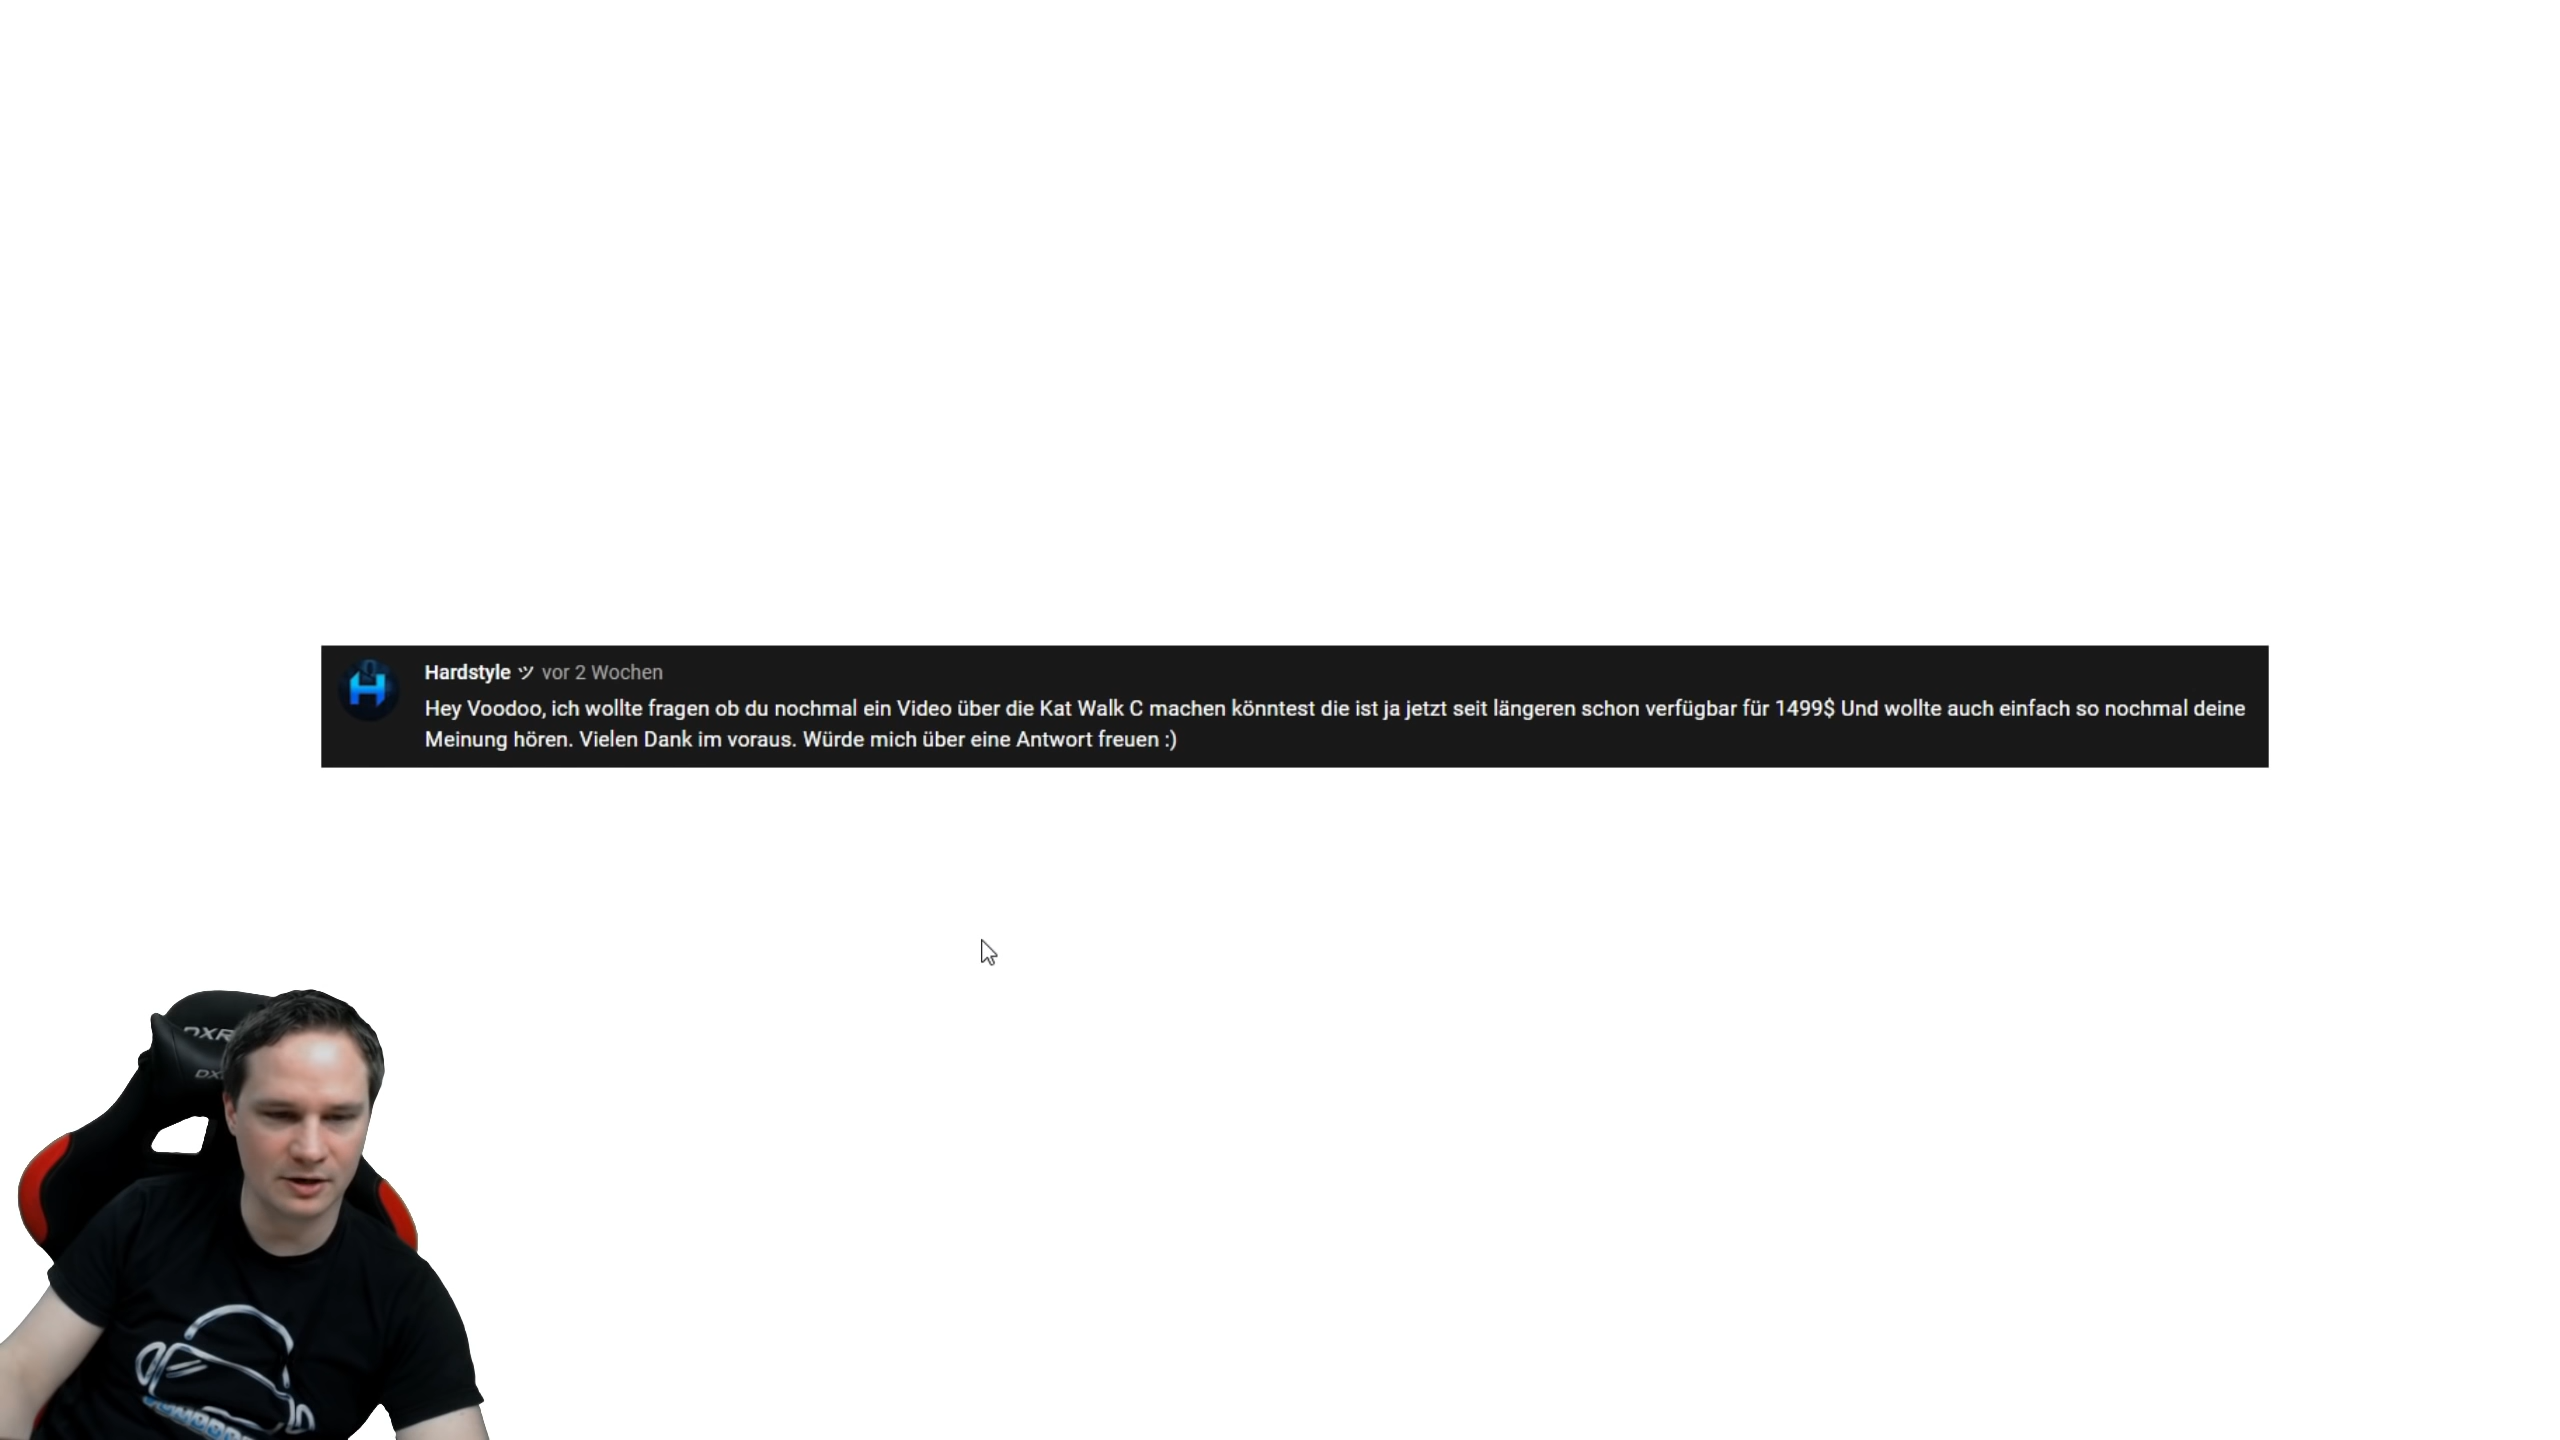 Hardstyle ツ vor 2 Wochen
Hey Voodoo, ich wollte fragen ob du nochmal ein Video über die Kat Walk C machen könntest die ist ja jetzt seit längeren schon verfügbar für 1499$ Und wollte auch einfach so nochmal deine
Meinung hören. Vielen Dank im voraus. Würde mich über eine Antwort freuen :)